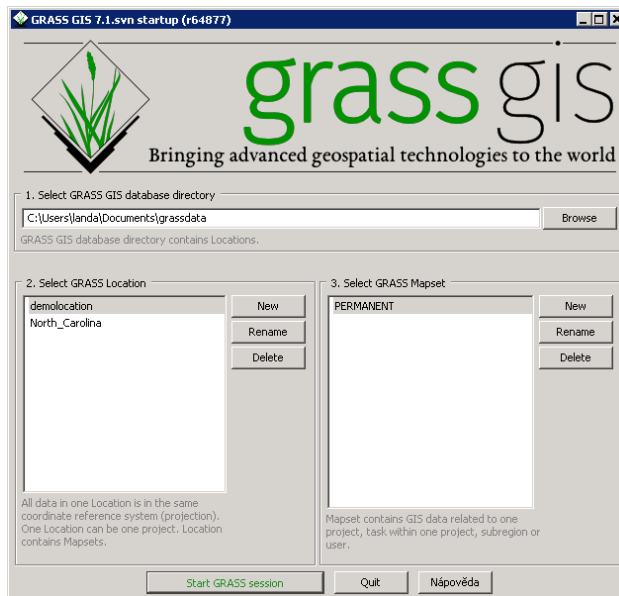 GRASS GIS 7.1.svn startup (r64877)
grass gis
Bringing advanced geospatial technologies to the world
1. Select GRASS GIS database directory
C:\Users\landa\Documents\grassdata
Browse
GRASS GIS database directory contains Locations.
2. Select GRASS Location
demolocation
North_Carolina
New
Rename
Delete
All data in one Location is in the same
coordinate reference system (projection).
One Location can be one project. Location
contains Mapsets.
3. Select GRASS Mapset
PERMANENT
New
Rename
Delete
Mapset contains GIS data related to one
project, task within one project, subregion or
user.
Start GRASS session
Quit
Nápověda